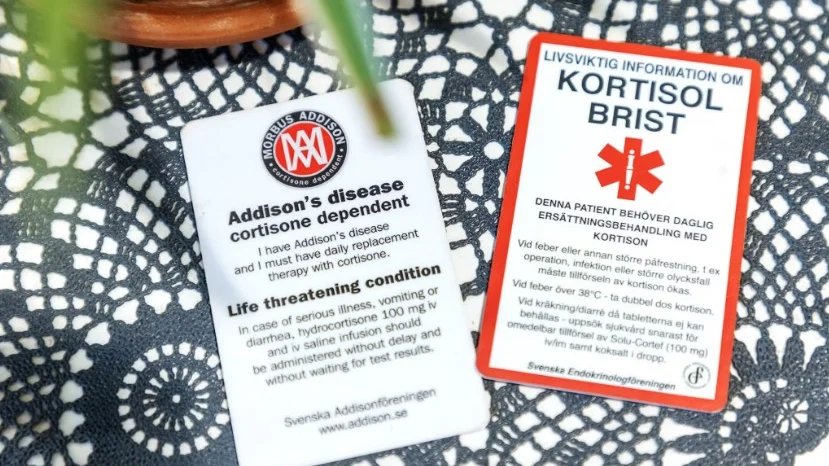 MORBUS ADDISON
cortisone dependent
Addison's disease
cortisone dependent
I have Addison's disease
and I must have daily replacement
therapy with cortisone.
Life threatening condition
In case of serious illness, vomiting or
diarrhea, hydrocortisone 100 mg iv
and iv saline infusion should
be administered without delay and
without waiting for test results.
Svenska Addisonföreningen
www.addison.se
LIVSVIKTIG INFORMATION OM
KORTISOL
BRIST
DENNA PATIENT BEHÖVER DAGLIG
ERSÄTTNINGSBEHANDLING MED
KORTISON
Vid feber eller annan större påfrestning, t ex
operation, infektion eller större olycksfall
måste tillförseln av kortison ökas.
Vid feber över 38°C - ta dubbel dos kortison.
Vid kräkning/diarré då tabletterna ej kan
behållas - uppsök sjukvård snarast för
omedelbar tillförsel av Solu-Cortef (100 mg)
iv/im samt koksalt i dropp.
Svenska Endokrinologföreningen